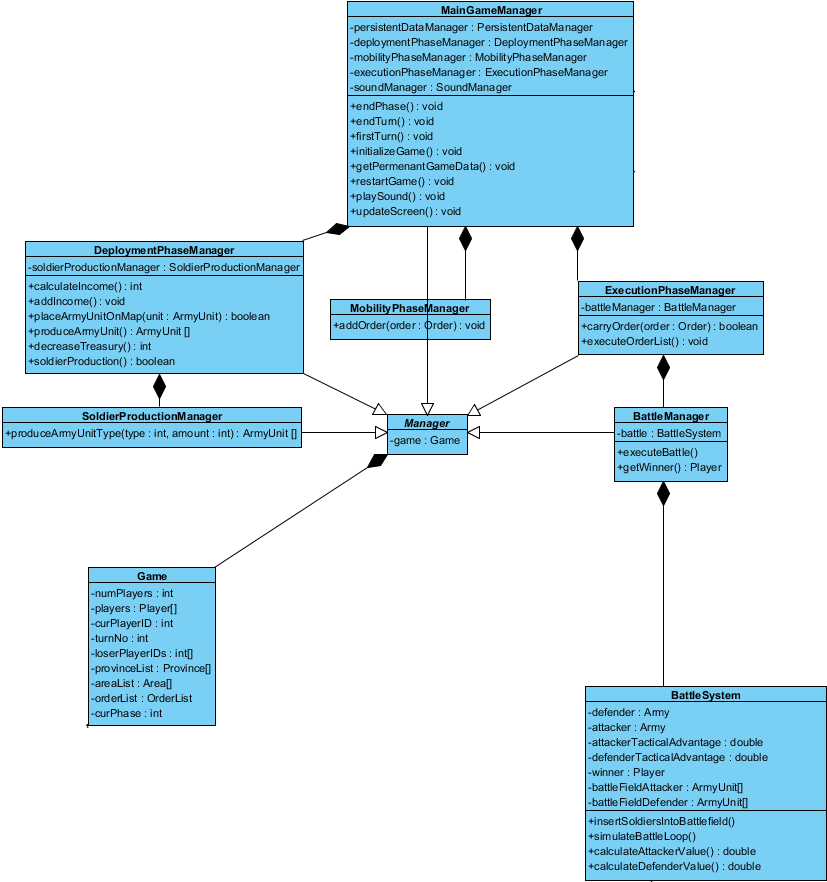 MainGameManager
-persistentDataManager : PersistentDataManager
-deploymentPhaseManager : DeploymentPhaseManager
-mobilityPhaseManager : MobilityPhaseManager
-executionPhaseManager : ExecutionPhaseManager
-soundManager : SoundManager
+endPhase() : void
+endTurn() : void
+firstTurn() : void
+initializeGame() : void
+getPermenantGameData() : void
+restartGame() : void
+playSound() : void
+updateScreen() : void
DeploymentPhaseManager
-soldierProductionManager : SoldierProductionManager
+calculateIncome() : int
+addIncome() : void
+placeArmyUnitOnMap(unit : ArmyUnit) : boolean
+produceArmyUnit() : ArmyUnit []
+decreaseTreasury() : int
+soldierProduction() : boolean
MobilityPhaseManager
+addOrder(order : Order) : void
ExecutionPhaseManager
-battleManager : BattleManager
+carryOrder(order : Order) : boolean
+executeOrderList() : void
SoldierProductionManager
+produceArmyUnitType(type : int, amount : int) : ArmyUnit []
Manager
-game : Game
BattleManager
-battle : BattleSystem
+executeBattle()
+getWinner() : Player
Game
-numPlayers : int
-players : Player[]
-curPlayerID : int
-turnNo : int
-loserPlayerIDs : int[]
-provinceList : Province[]
-areaList : Area[]
-orderList : OrderList
-curPhase : int
BattleSystem
-defender : Army
-attacker : Army
-attackerTacticalAdvantage : double
-defenderTacticalAdvantage : double
-winner : Player
-battleFieldAttacker : ArmyUnit[]
-battleFieldDefender : ArmyUnit[]
+insertSoldiersIntoBattlefield()
+simulateBattleLoop()
+calculateAttackerValue() : double
+calculateDefenderValue() : double